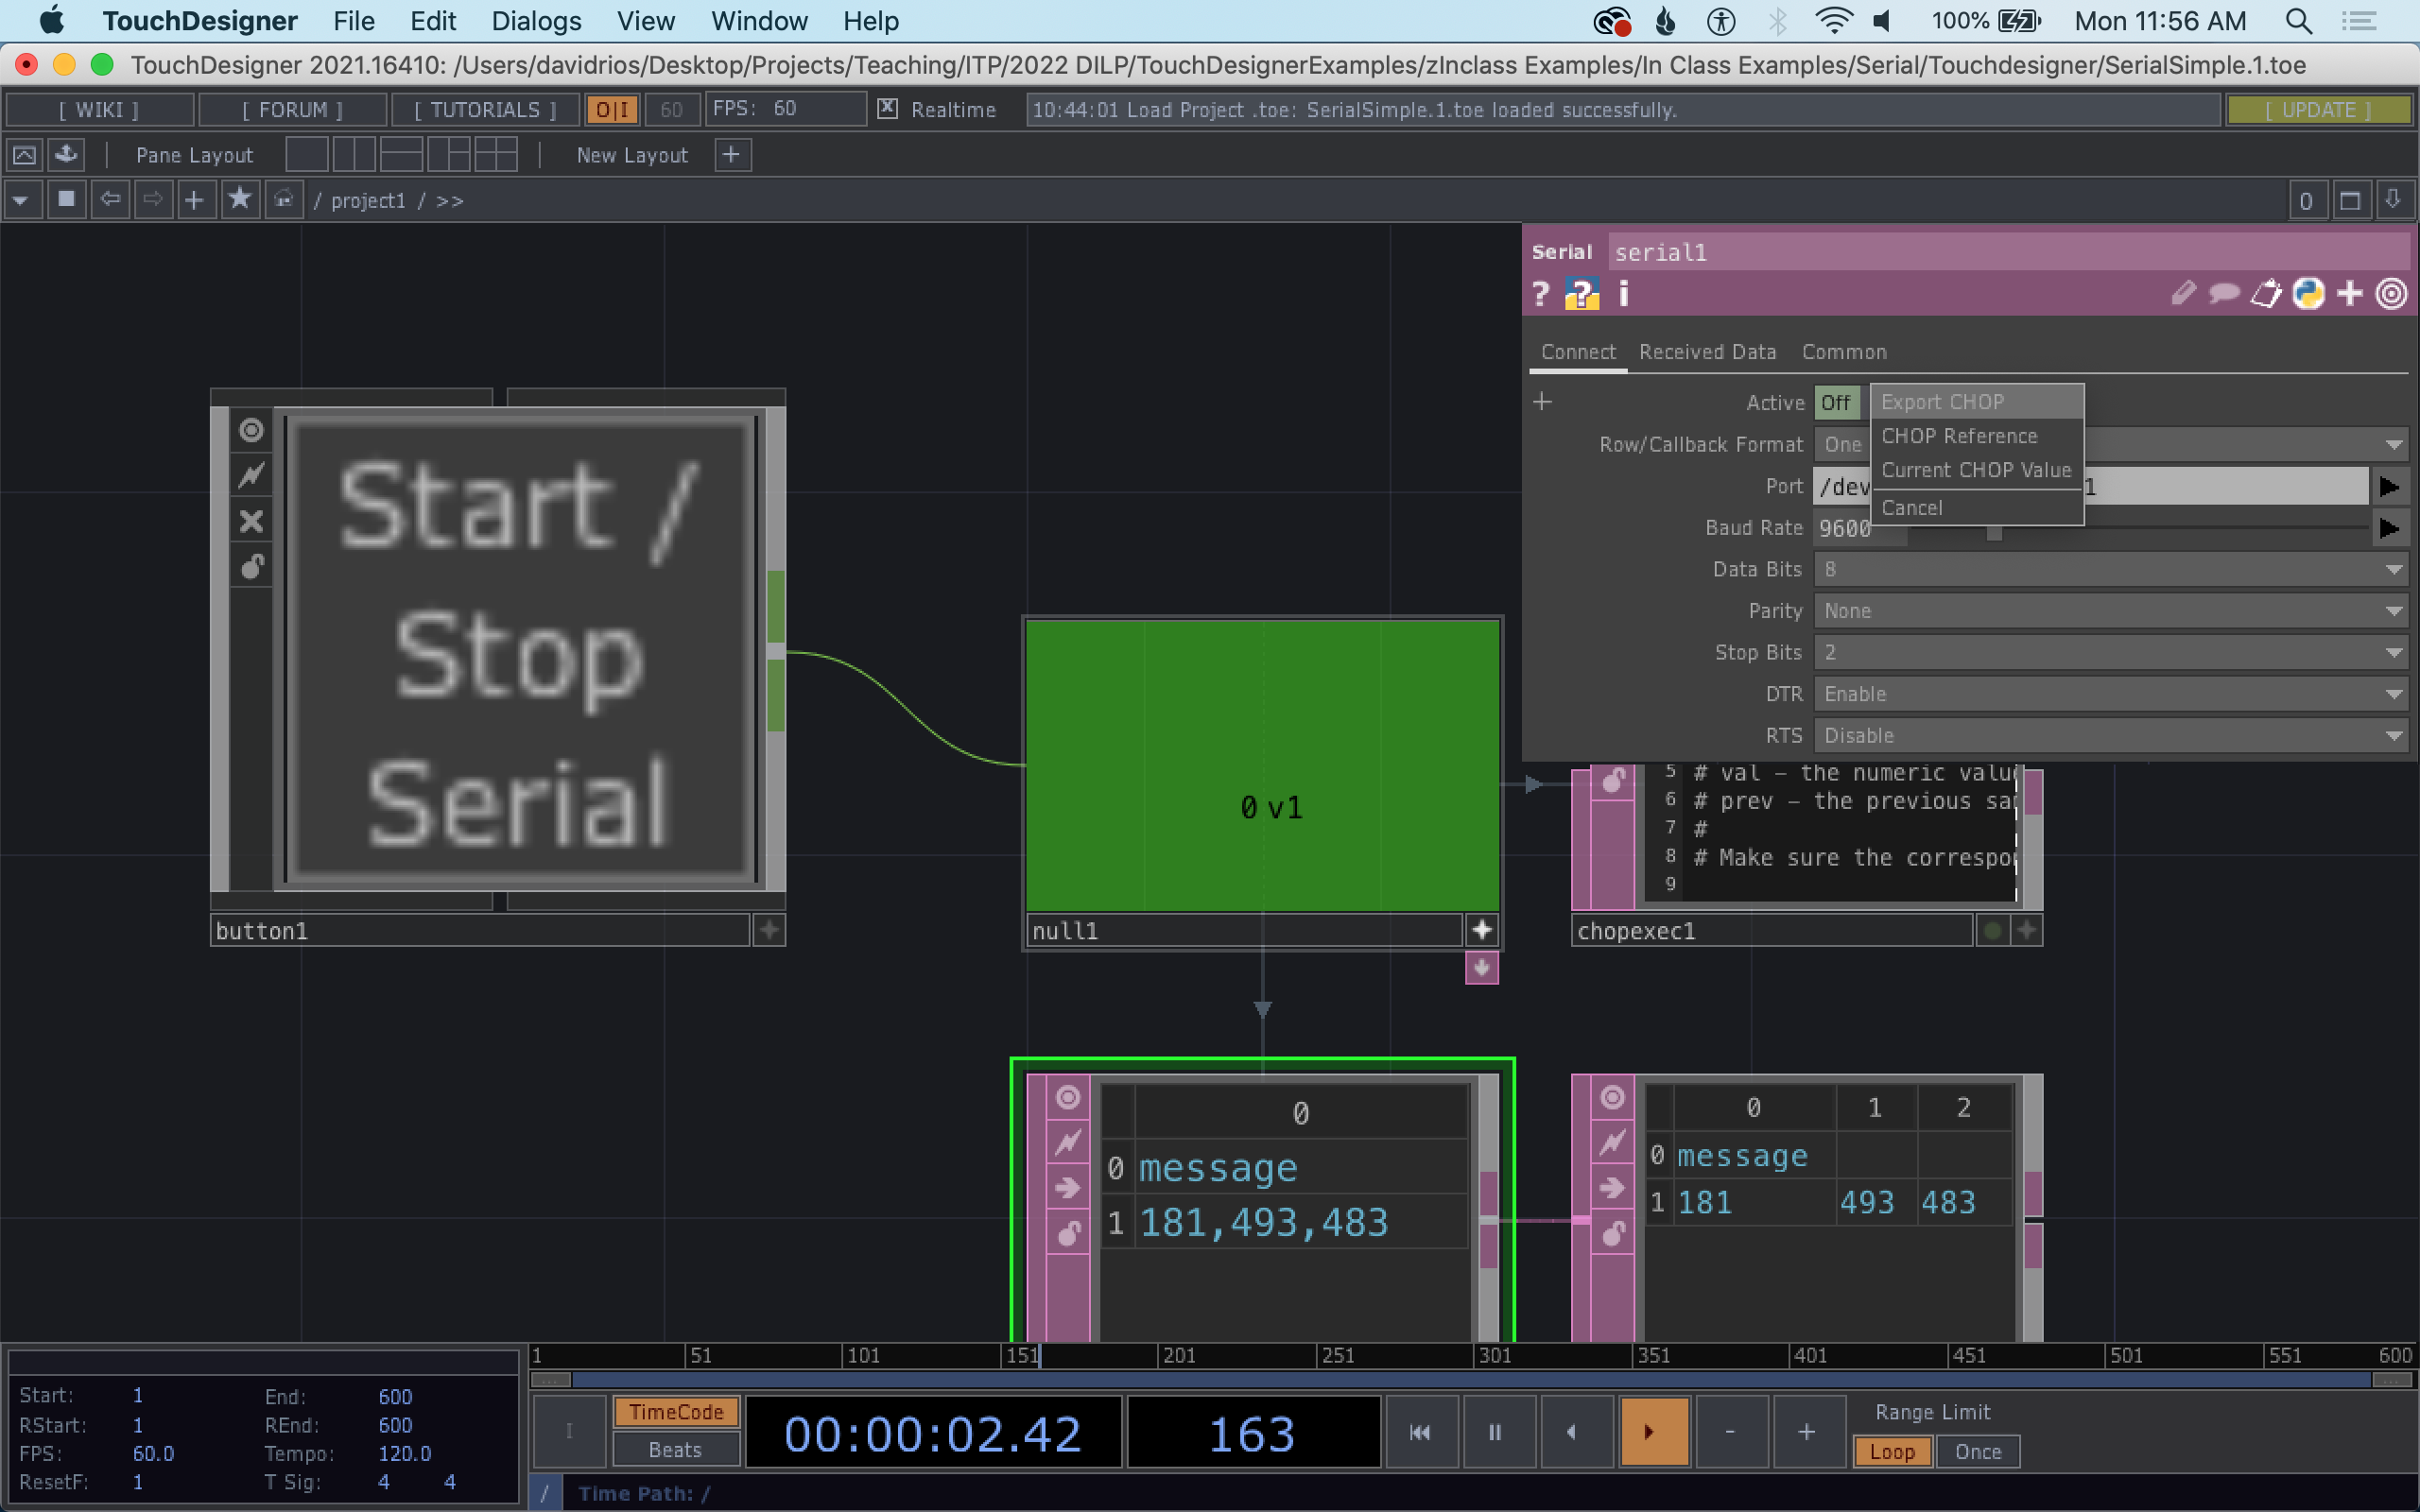 TouchDesigner File Edit Dialogs View Window Help 100% Mon 11:56 AM
TouchDesigner 2021.16410: /Users/davidrios/Desktop/Projects/Teaching/ITP/2022 DILP/TouchDesignerExamples/zInclass Examples/In Class Examples/Serial/Touchdesigner/SerialSimple.1.toe
[ WIKI ] [ FORUM ] [ TUTORIALS ] O|I 60 FPS: 60 Realtime 10:44:01 Load Project .toe: SerialSimple.1.toe loaded successfully. [ UPDATE ]
Pane Layout New Layout +
/ project1 / >> 0
Serial serial1
? ? i
Connect Received Data Common
+ Active Off
Export CHOP
CHOP Reference
Current CHOP Value
Cancel
Row/Callback Format One
Port /dev 1
Baud Rate 9600
Data Bits 8
Parity None
Stop Bits 2
DTR Enable
RTS Disable
Start /
Stop
Serial
button1
0 v1
null1
5 # val – the numeric valu
6 # prev – the previous sa
7 #
8 # Make sure the correspo
9
chopexec1
0
0 message
1 181,493,483
0 1 2
0 message
1 181 493 483
1 51 101 151 201 251 301 351 401 451 501 551 600
Start: 1 End: 600
RStart: 1 REnd: 600
FPS: 60.0 Tempo: 120.0
ResetF: 1 T Sig: 4 4
I TimeCode
Beats
00:00:02.42 163
- +
Range Limit
Loop Once
/ Time Path: /